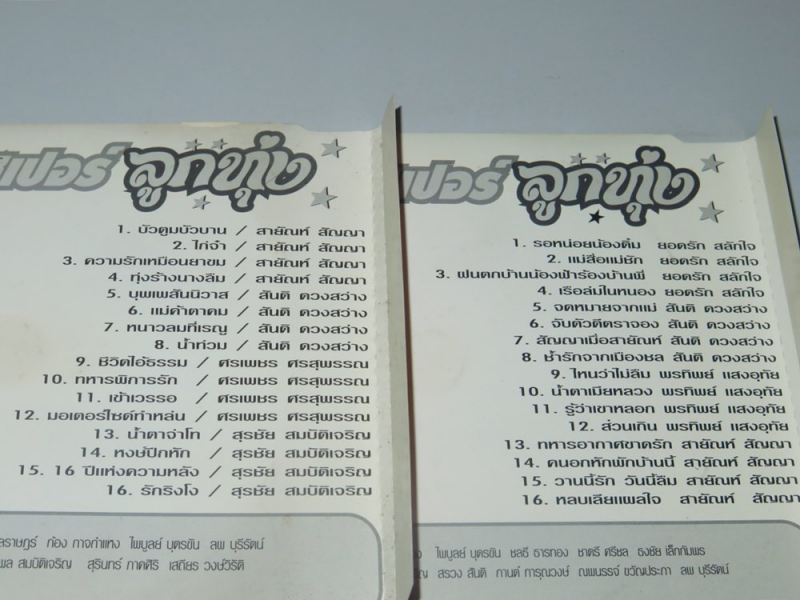 เปอร์ ลูกทุ่ง
1. บัวตูมบัวบาน / สายัณห์ สัญญา
2. ไก่จ๋า / สายัณห์ สัญญา
3. ความรักเหมือนยาขม / สายัณห์ สัญญา
4. ทุ่งร้างนางลืม / สายัณห์ สัญญา
5. บุพเพสันนิวาส / สันติ ดวงสว่าง
6. แม่ค้าตาคม / สันติ ดวงสว่าง
7. หนาวลมที่เรณู / สันติ ดวงสว่าง
8. น้ำท่วม / สันติ ดวงสว่าง
9. ชีวิตไอ้ธรรม / ศรเพชร ศรสุพรรณ
10. ทหารพิการรัก / ศรเพชร ศรสุพรรณ
11. เข้าเวรรอ / ศรเพชร ศรสุพรรณ
12. มอเตอร์ไซด์ทำหล่น / ศรเพชร ศรสุพรรณ
13. น้ำตาจ่าโท / สุรชัย สมบัติเจริญ
14. หงษ์ปีกหัก / สุรชัย สมบัติเจริญ
15. 16 ปีแห่งความหลัง / สุรชัย สมบัติเจริญ
16. รักริงโง / สุรชัย สมบัติเจริญ
ลราษฎร์ ก้อง กาจกำแหง ไพบูลย์ บุตรขัน ลพ บุรีรัตน์
พล สมบัติเจริญ สุรินทร์ ภาคศิริ เสถียร วงษ์วิรัติ
เปอร์ ลูกทุ่ง
1. รอหน่อยน้องติ๋ม ยอดรัก สลักใจ
2. แม่สื่อแม่ชัก ยอดรัก สลักใจ
3. ฝนตกบ้านน้องฟ้าร้องบ้านพี่ ยอดรัก สลักใจ
4. เรือล่มในหนอง ยอดรัก สลักใจ
5. จดหมายจากแม่ สันติ ดวงสว่าง
6. จับตัวตีตราจอง สันติ ดวงสว่าง
7. สัญญาเมื่อสายัณห์ สันติ ดวงสว่าง
8. ช้ำรักจากเมืองชล สันติ ดวงสว่าง
9. ไหนว่าไม่ลืม พรทิพย์ แสงอุทัย
10. น้ำตาเมียหลวง พรทิพย์ แสงอุทัย
11. รู้ว่าเขาหลอก พรทิพย์ แสงอุทัย
12. ส่วนเกิน พรทิพย์ แสงอุทัย
13. ทหารอากาศขาดรัก สายัณห์ สัญญา
14. คนอกหักพักบ้านนี้ สายัณห์ สัญญา
15. วานนี้รัก วันนี้ลืม สายัณห์ สัญญา
16. หลบเลียแผลใจ สายัณห์ สัญญา
ไพบูลย์ บุตรขัน ชลธี ธารทอง ชาตรี ศรีชล ธงชัย เล็กกัมพร
สรวง สันติ กานต์ การุณวงษ์ ณพนรรจ์ ขวัญประภา ลพ บุรีรัตน์